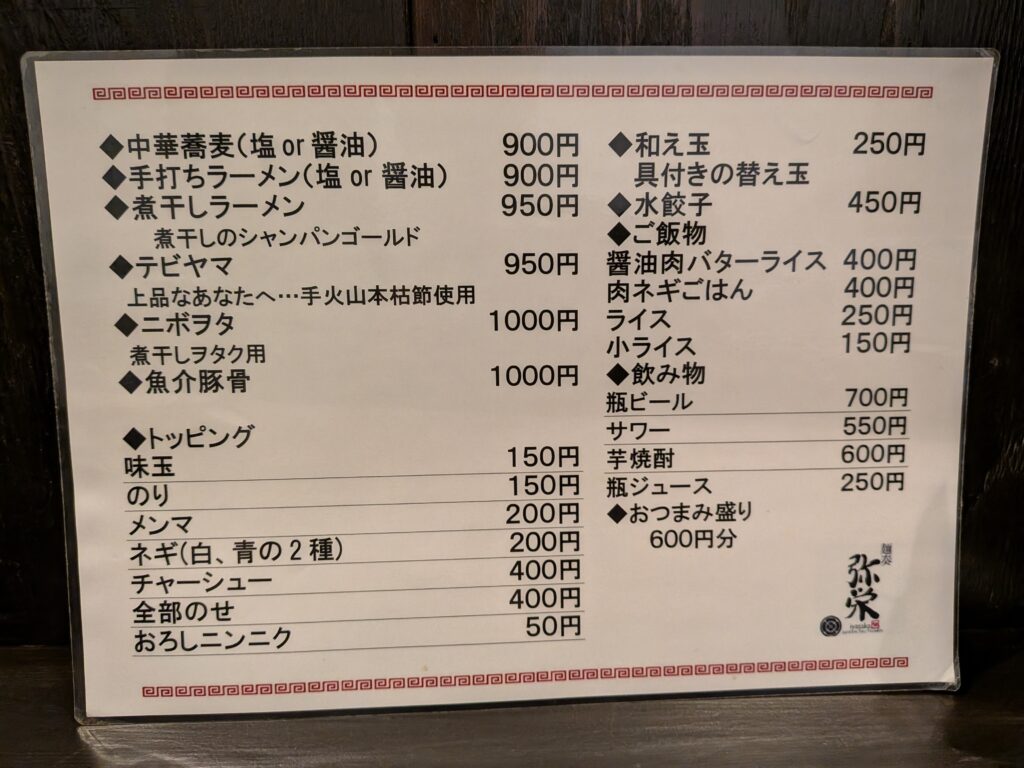 ◆中華蕎麦(塩 or 醤油) 900円
◆手打ちラーメン(塩 or 醤油) 900円
◆煮干しラーメン 950円
煮干しのシャンパンゴールド
◆テビヤマ 950円
上品なあなたへ…手火山本枯節使用
◆ニボヲタ 1000円
煮干しヲタク用
◆魚介豚骨 1000円
◆トッピング
味玉 150円
のり 150円
メンマ 200円
ネギ(白、青の2種) 200円
チャーシュー 400円
全部のせ 400円
おろしニンニク 50円
◆和え玉 250円
具付きの替え玉
◆水餃子 450円
◆ご飯物
醤油肉バターライス 400円
肉ネギごはん 400円
ライス 250円
小ライス 150円
◆飲み物
瓶ビール 700円
サワー 550円
芋焼酎 600円
瓶ジュース 250円
◆おつまみ盛り
600円分
麺奏
弥栄
iyasaka